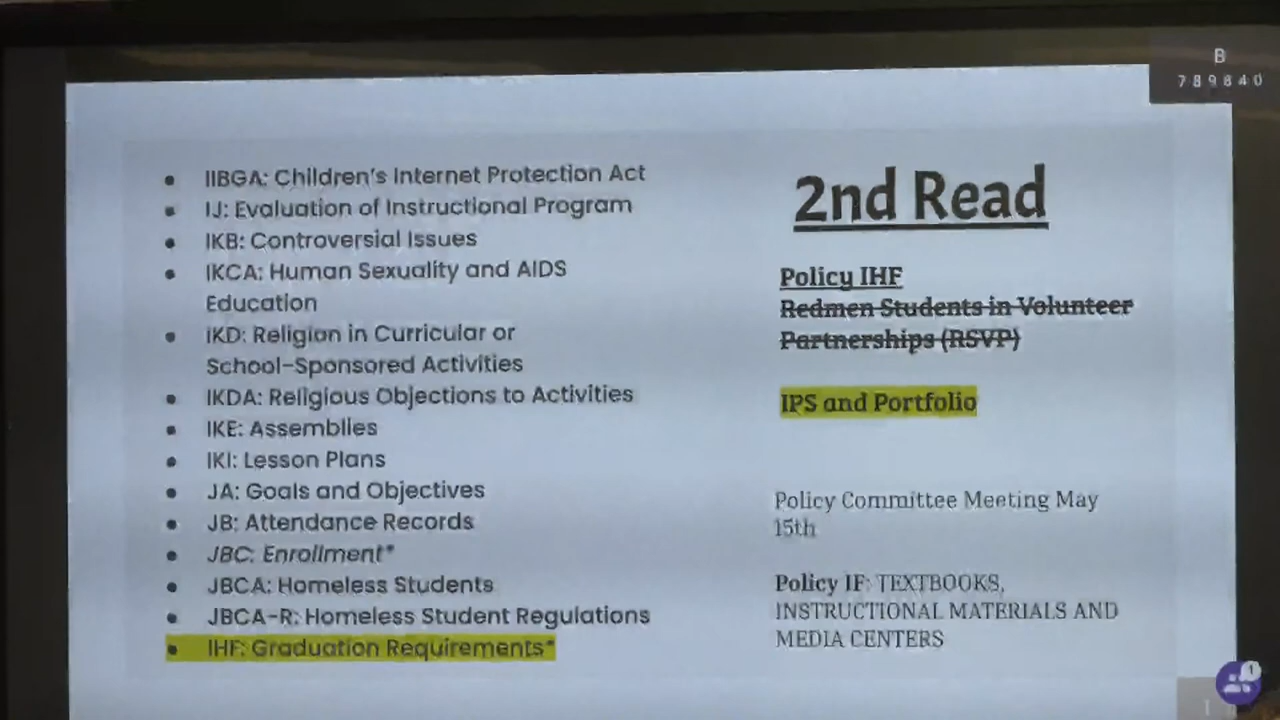 B
789840
• IIBGA: Children's Internet Protection Act
• IJ: Evaluation of Instructional Program
• IKB: Controversial Issues
• IKCA: Human Sexuality and AIDS
Education
• IKD: Religion in Curricular or
School-Sponsored Activities
• IKDA: Religious Objections to Activities
• IKE: Assemblies
• IKI: Lesson Plans
• JA: Goals and Objectives
• JB: Attendance Records
• JBC: Enrollment*
• JBCA: Homeless Students
• JBCA-R: Homeless Student Regulations
• IHF: Graduation Requirements*
2nd Read
Policy IHF
Redmen Students in Volunteer
Partnerships (RSVP)
IPS and Portfolio
Policy Committee Meeting May
15th
Policy IF: TEXTBOOKS,
INSTRUCTIONAL MATERIALS AND
MEDIA CENTERS
1